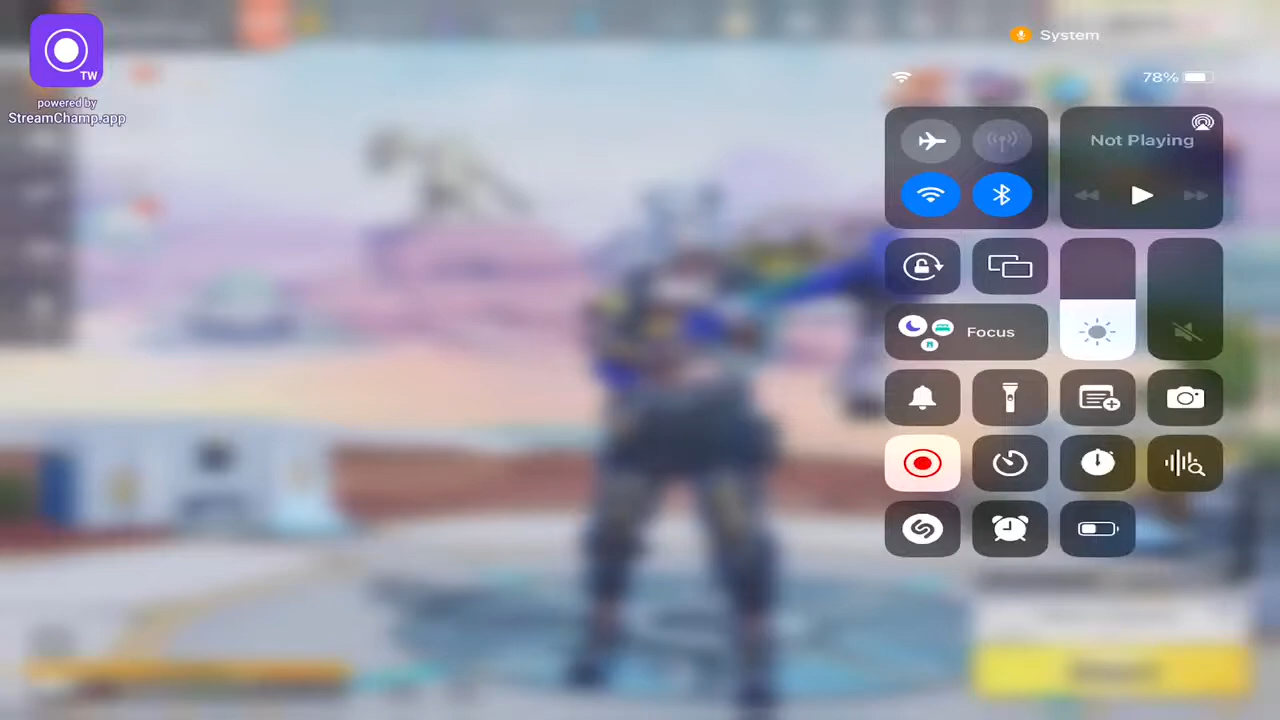 TW
powered by
StreamChamp.app
System
78%
Not Playing
Focus